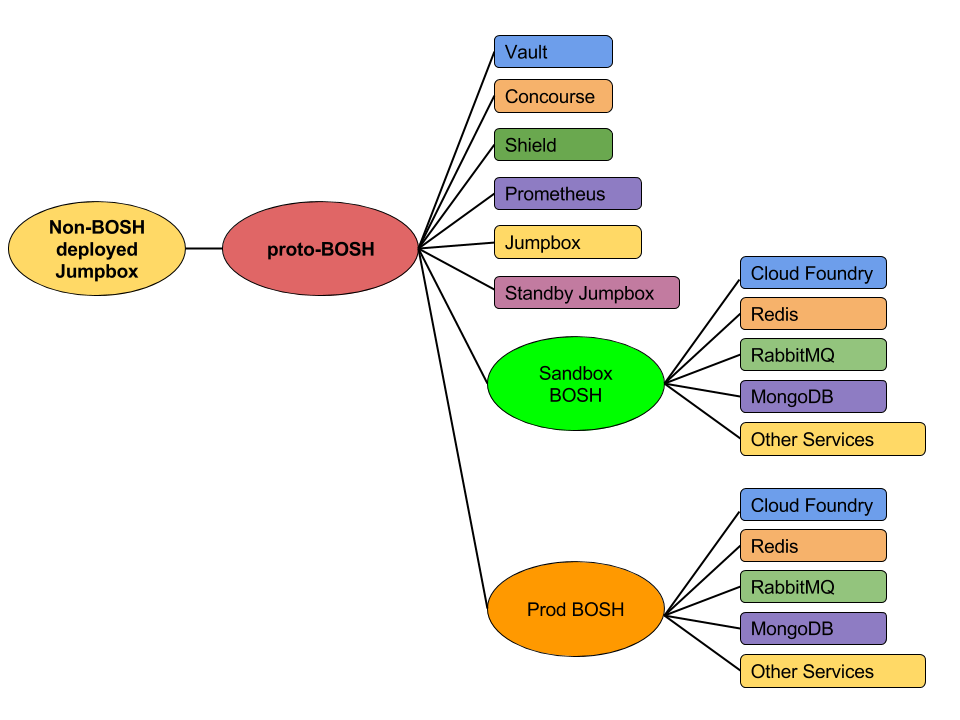 Non-BOSH
deployed
Jumpbox
proto-BOSH
Vault
Concourse
Shield
Prometheus
Jumpbox
Standby Jumpbox
Sandbox
BOSH
Cloud Foundry
Redis
RabbitMQ
MongoDB
Other Services
Prod BOSH
Cloud Foundry
Redis
RabbitMQ
MongoDB
Other Services